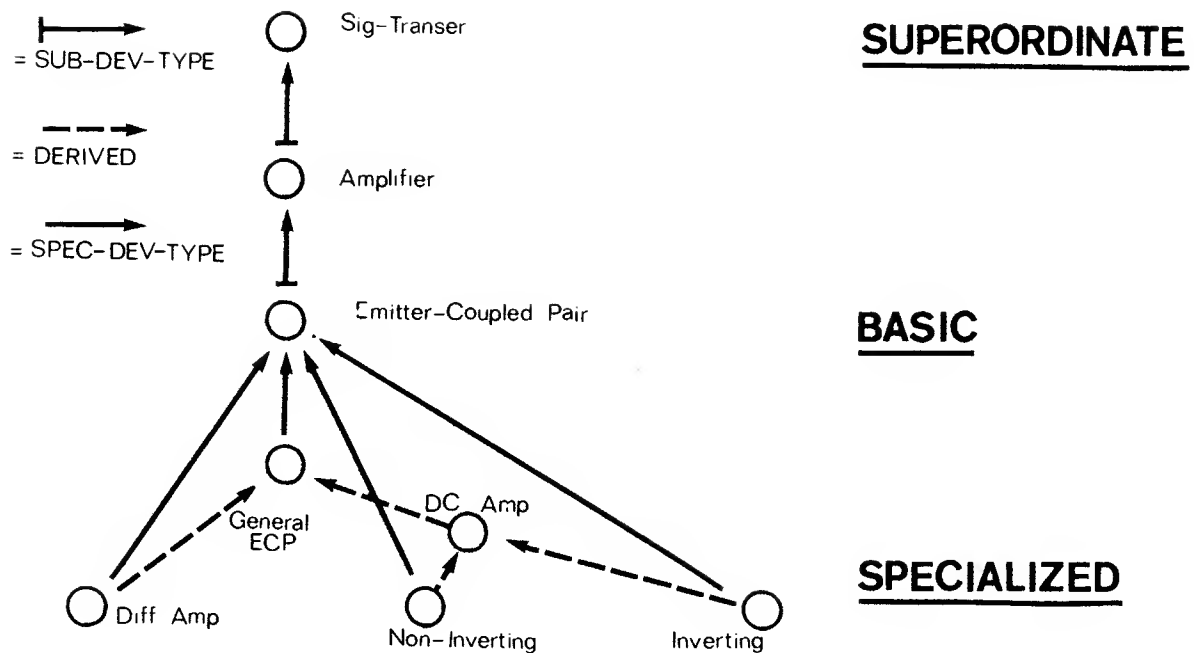 Sig-Transer
SUPERORDINATE
= SUB-DEV-TYPE
= DERIVED
Amplifier
= SPEC-DEV-TYPE
Emitter-Coupled Pair
BASIC
DC Amp
General
ECP
SPECIALIZED
Diff Amp
Non-Inverting
Inverting